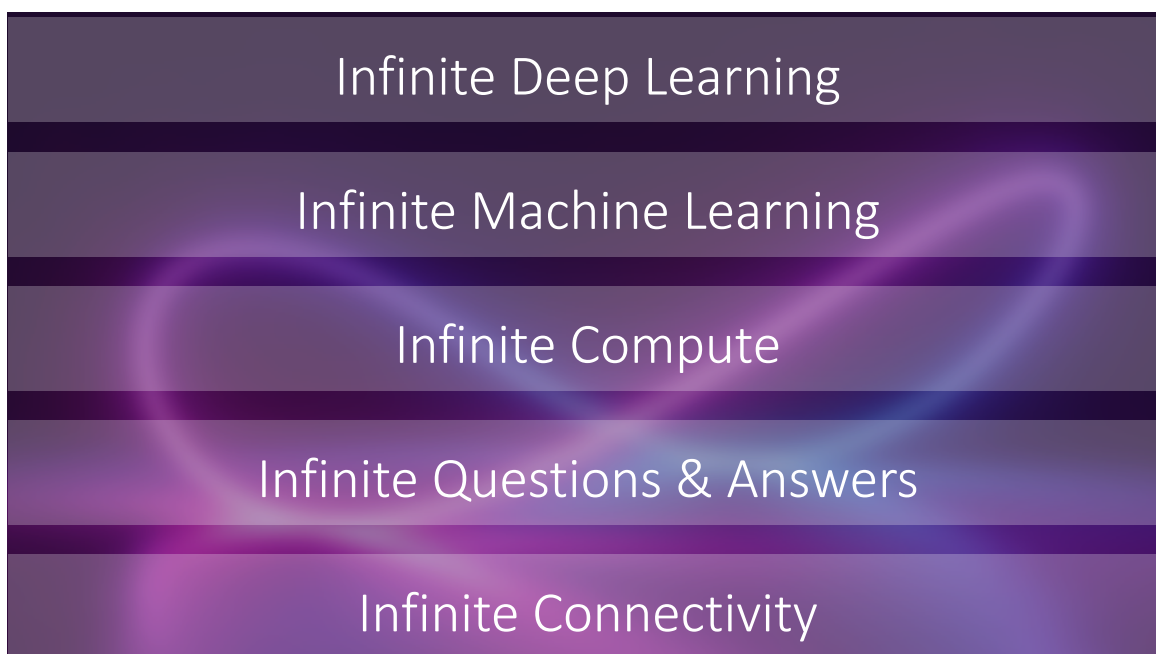 Infinite Deep Learning
Infinite Machine Learning
Infinite Compute
Infinite Questions & Answers
Infinite Connectivity